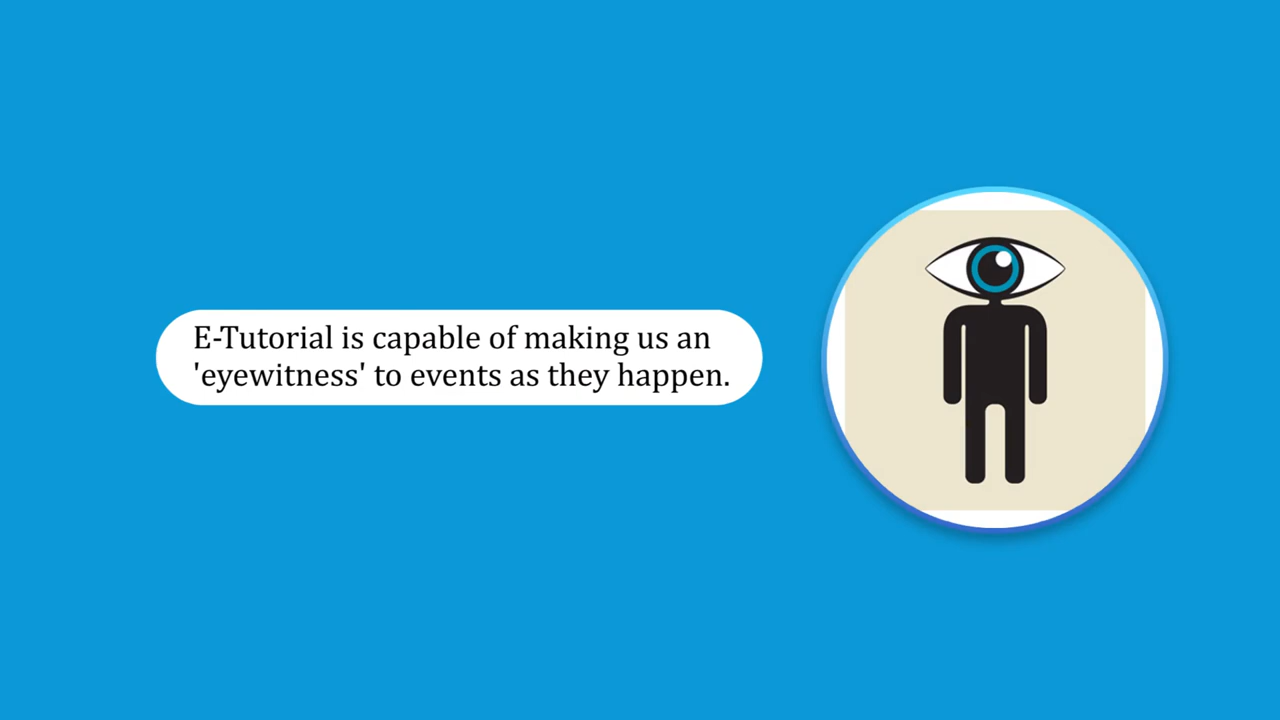 E-Tutorial is capable of making us an
'eyewitness' to events as they happen.